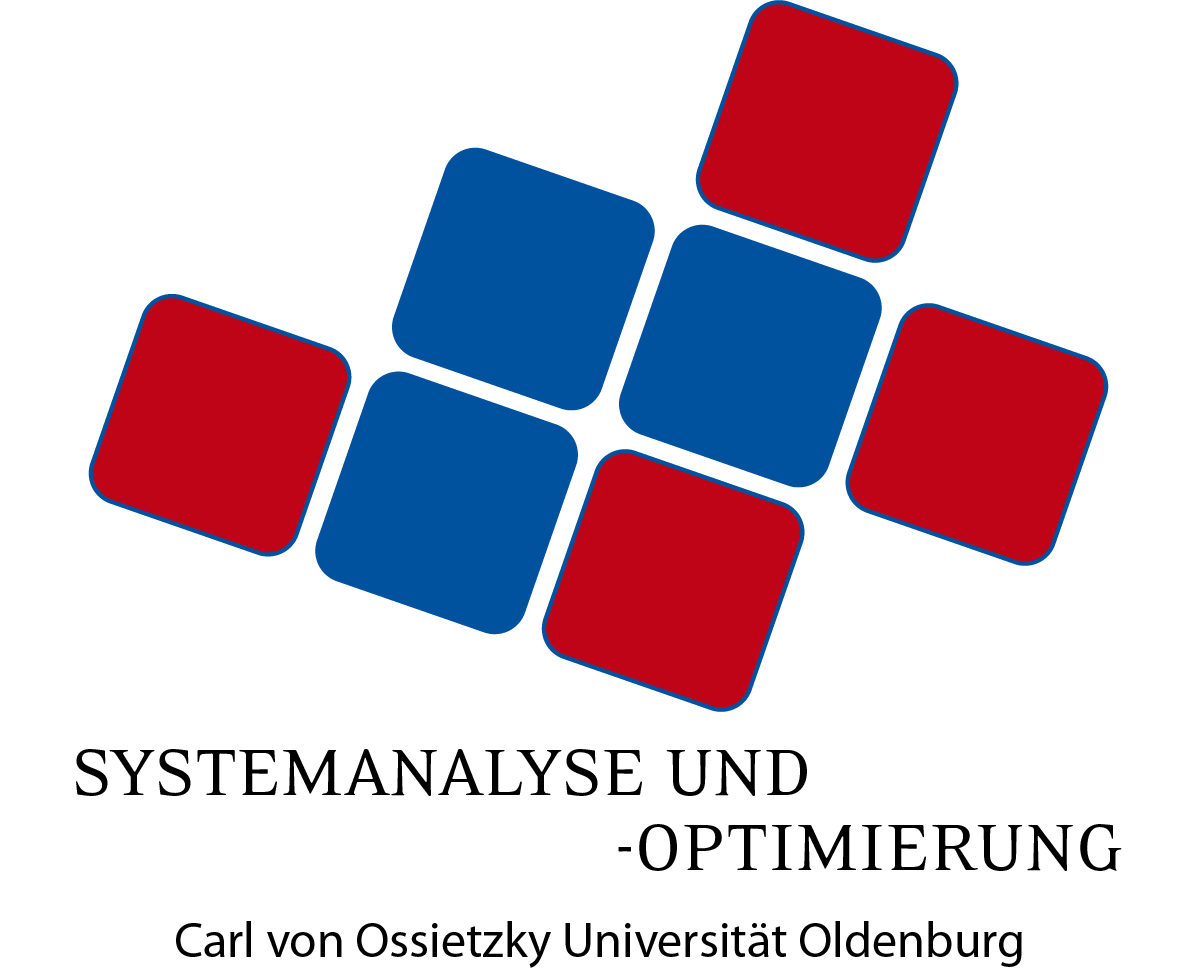 SYSTEMANALYSE UND
-OPTIMIERUNG
Carl von Ossietzky Universität Oldenburg